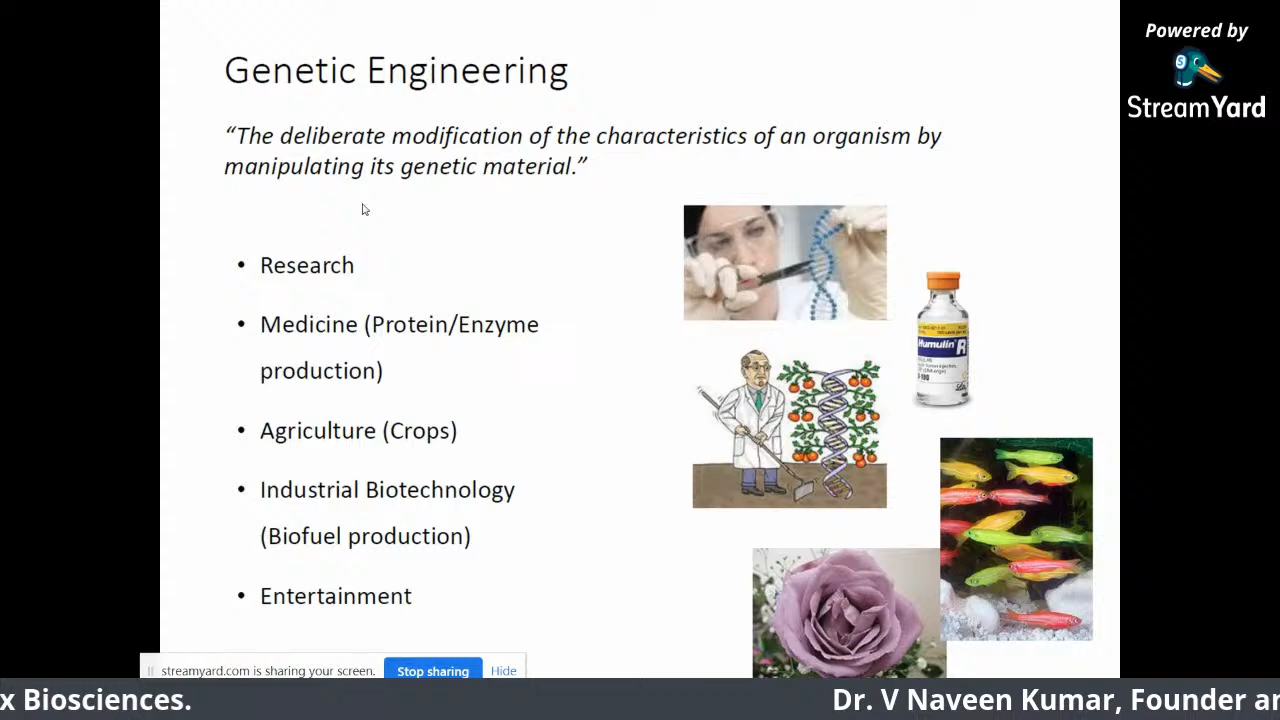 Powered by
StreamYard
Genetic Engineering
“The deliberate modification of the characteristics of an organism by
manipulating its genetic material.”
• Research
• Medicine (Protein/Enzyme
production)
• Agriculture (Crops)
• Industrial Biotechnology
(Biofuel production)
• Entertainment
Humulin R
streamyard.com is sharing your screen. Stop sharing Hide
x Biosciences. Dr. V Naveen Kumar, Founder ar